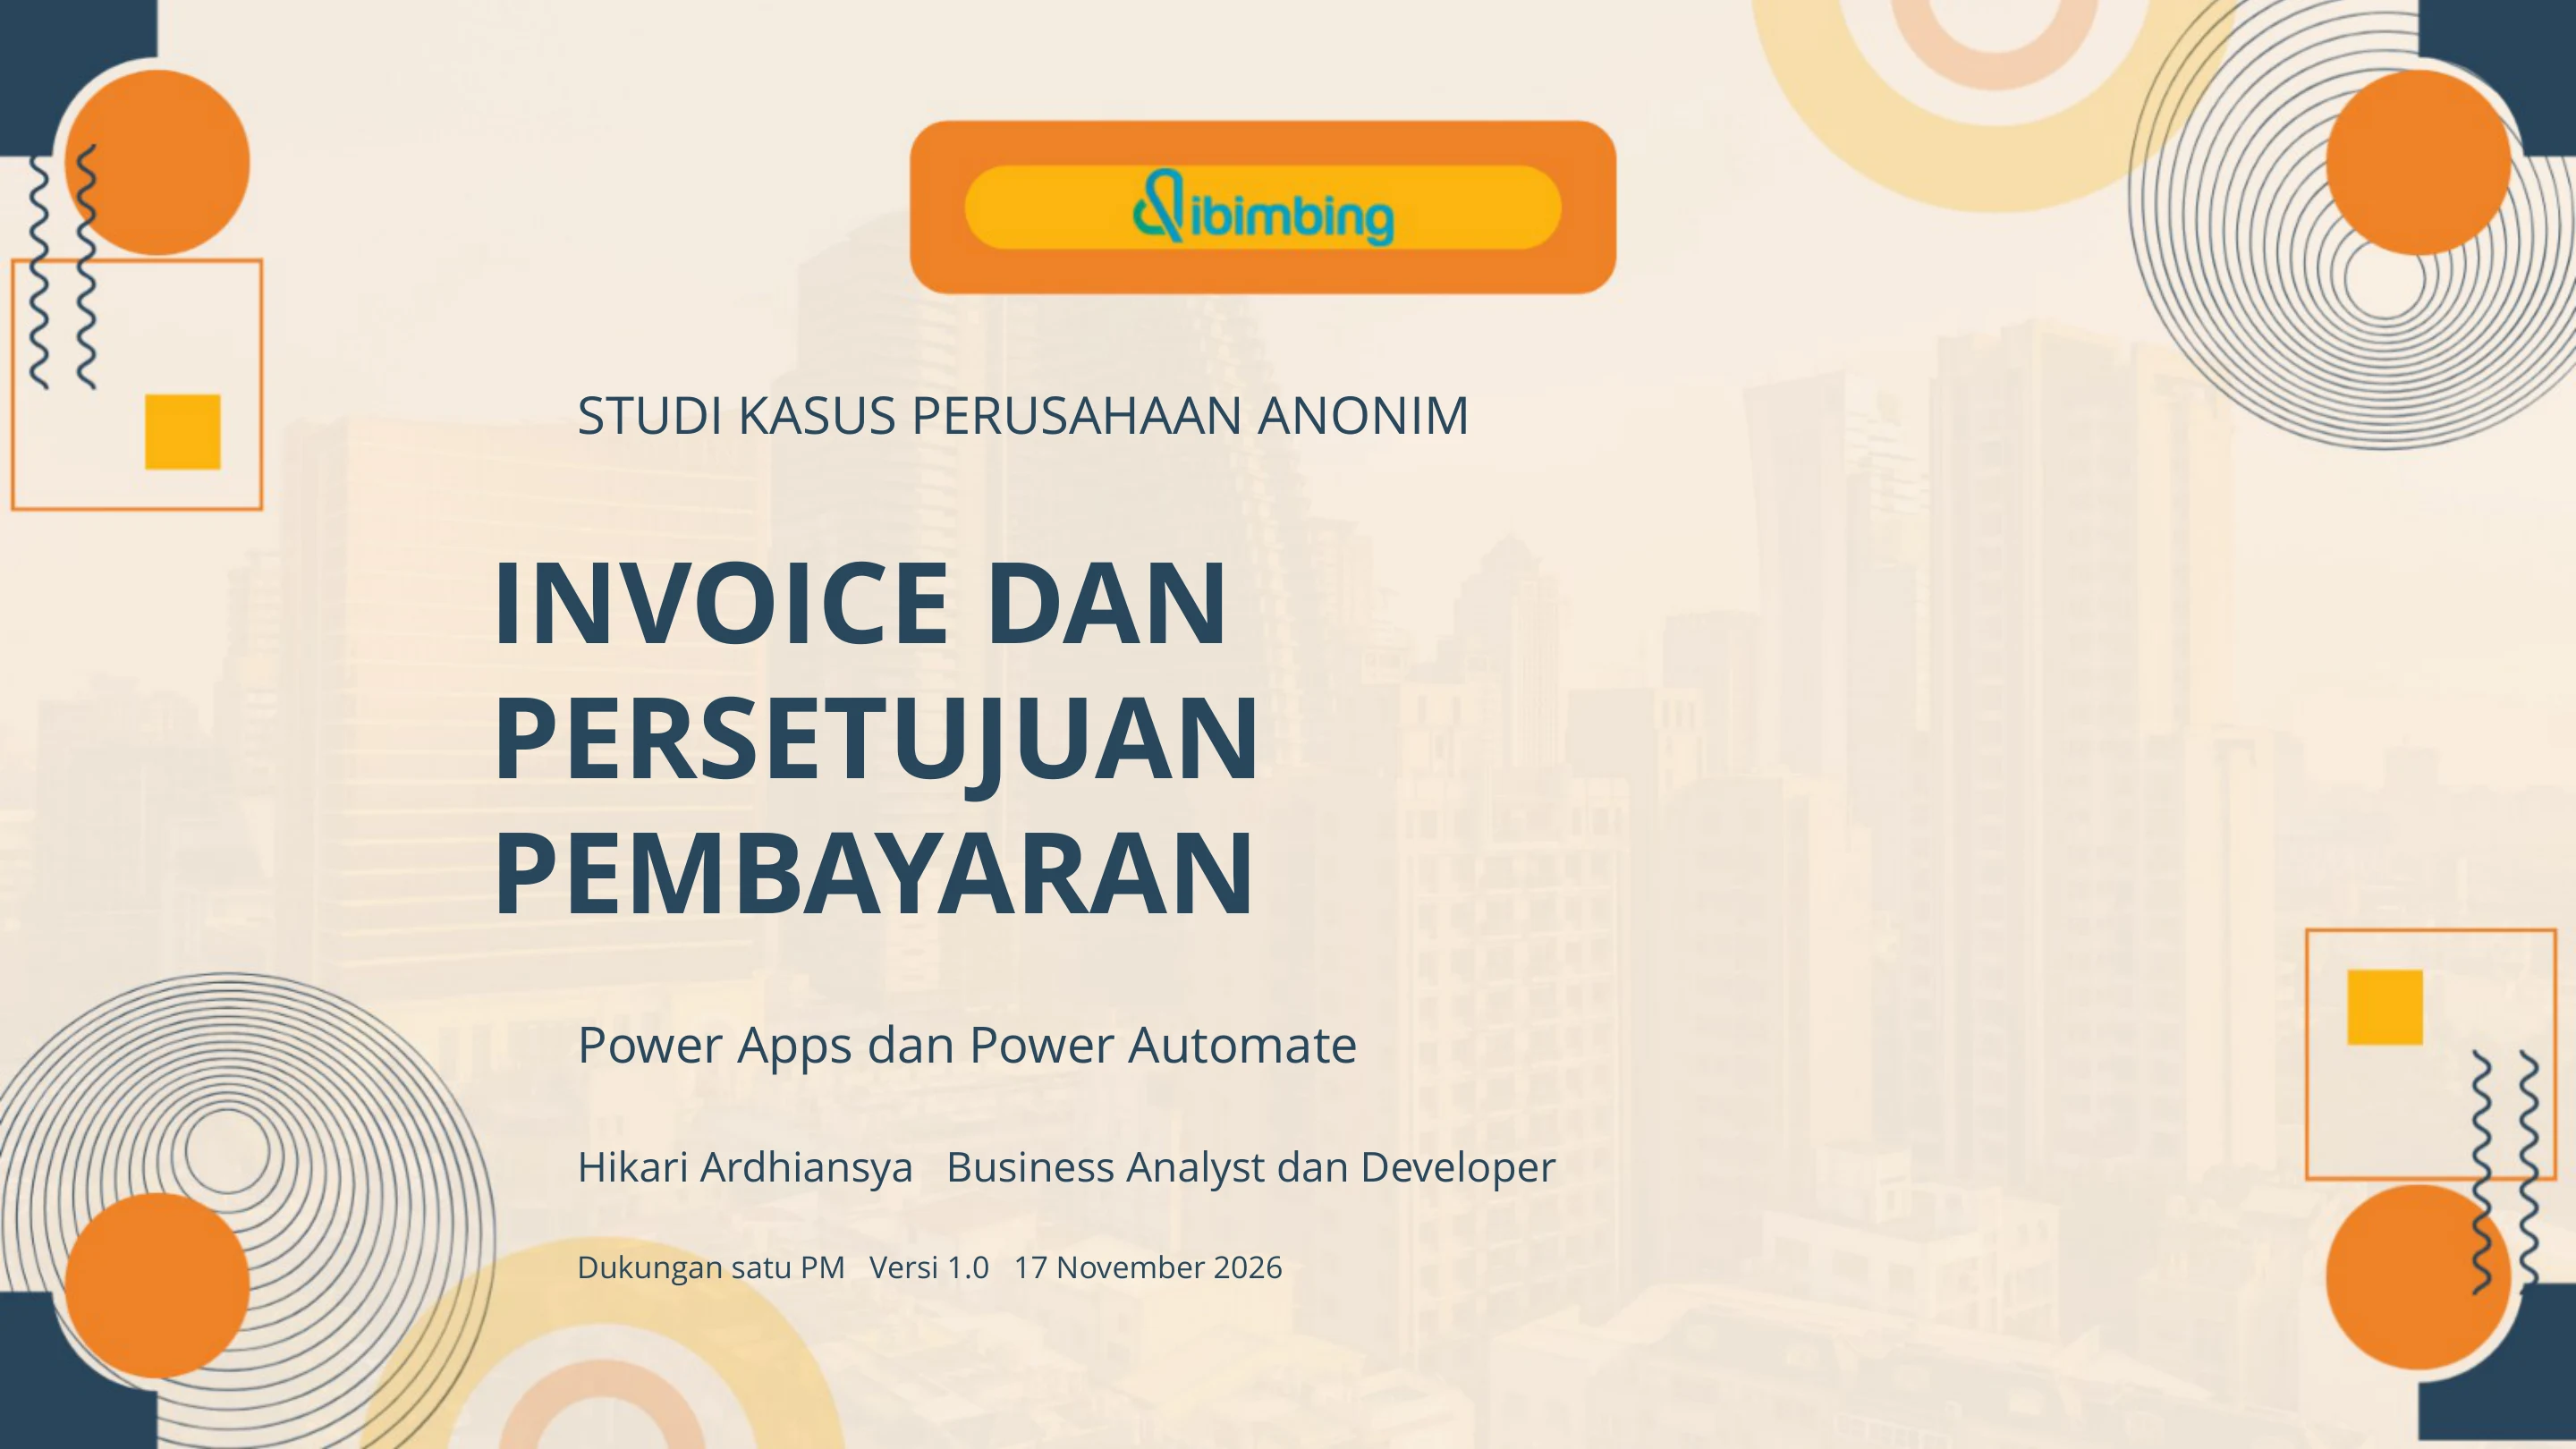 ibimbing
STUDI KASUS PERUSAHAAN ANONIM
INVOICE DAN
PERSETUJUAN
PEMBAYARAN
Power Apps dan Power Automate
Hikari Ardhiansya   Business Analyst dan Developer
Dukungan satu PM   Versi 1.0   17 November 2026